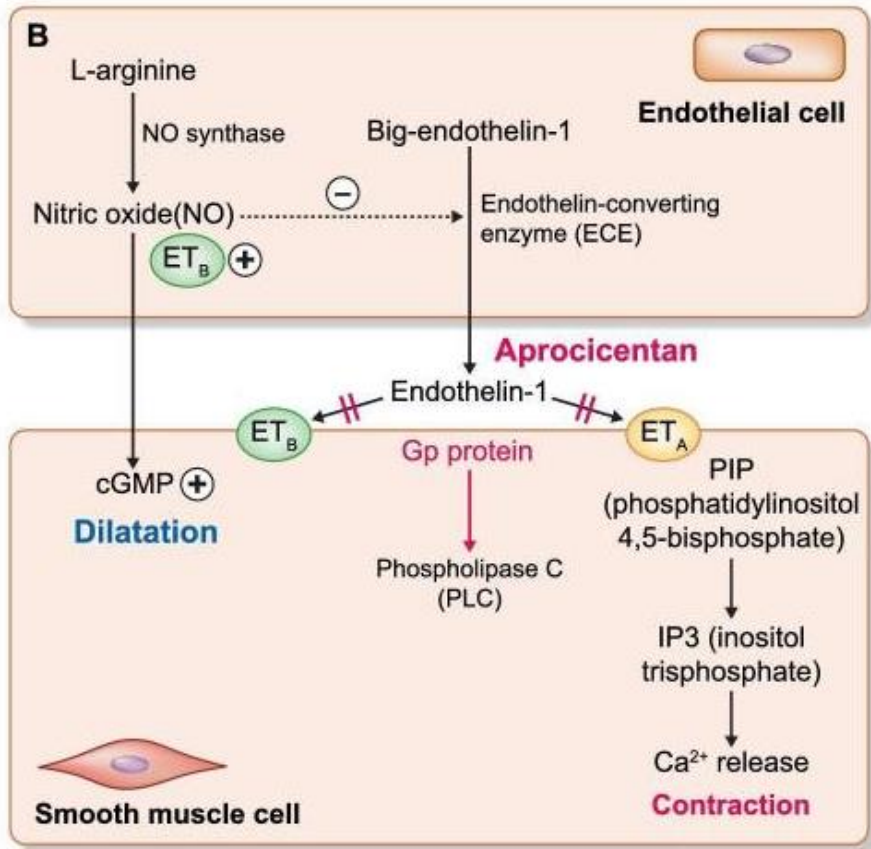 B
L-arginine
NO synthase
Big-endothelin-1
Endothelial cell
Nitric oxide(NO)
−
Endothelin-converting
enzyme (ECE)
ETB
+
Aprocicentan
Endothelin-1
ETB
ETA
Gp protein
cGMP +
Dilatation
PIP
(phosphatidylinositol
4,5-bisphosphate)
Phospholipase C
(PLC)
IP3 (inositol
trisphosphate)
Ca²⁺ release
Contraction
Smooth muscle cell